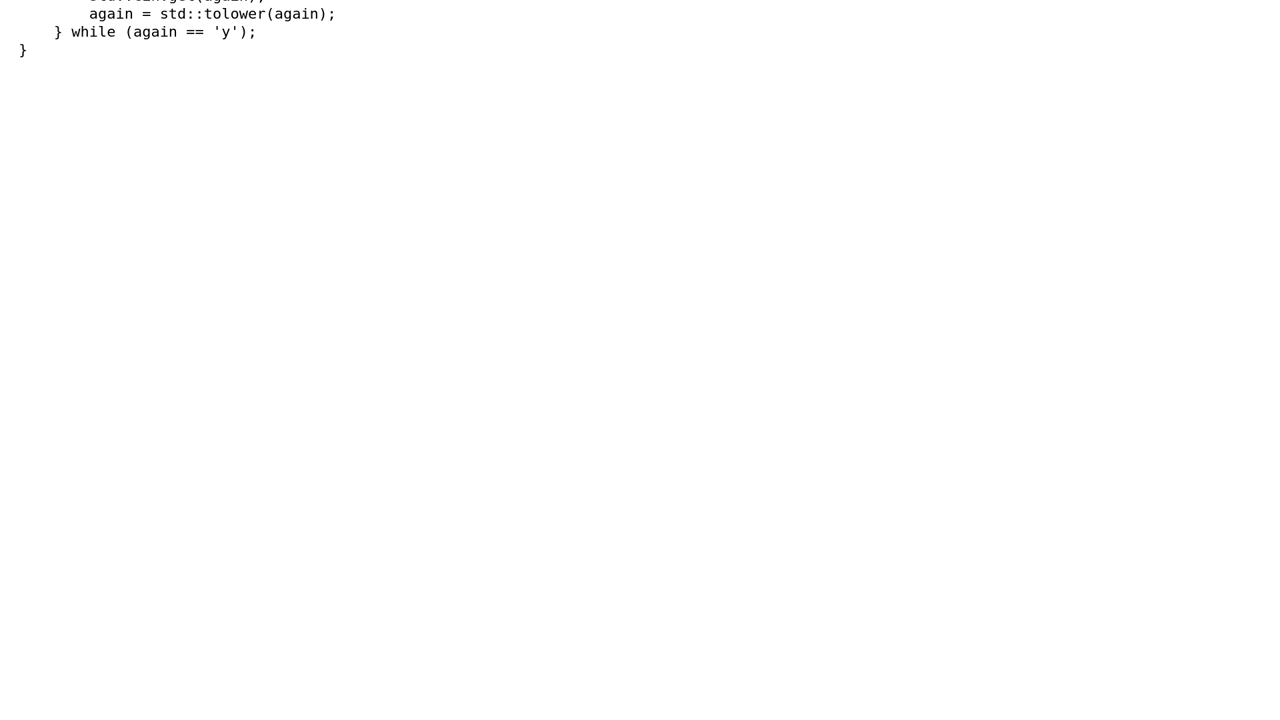 again = std::tolower(again);
} while (again == 'y');
}